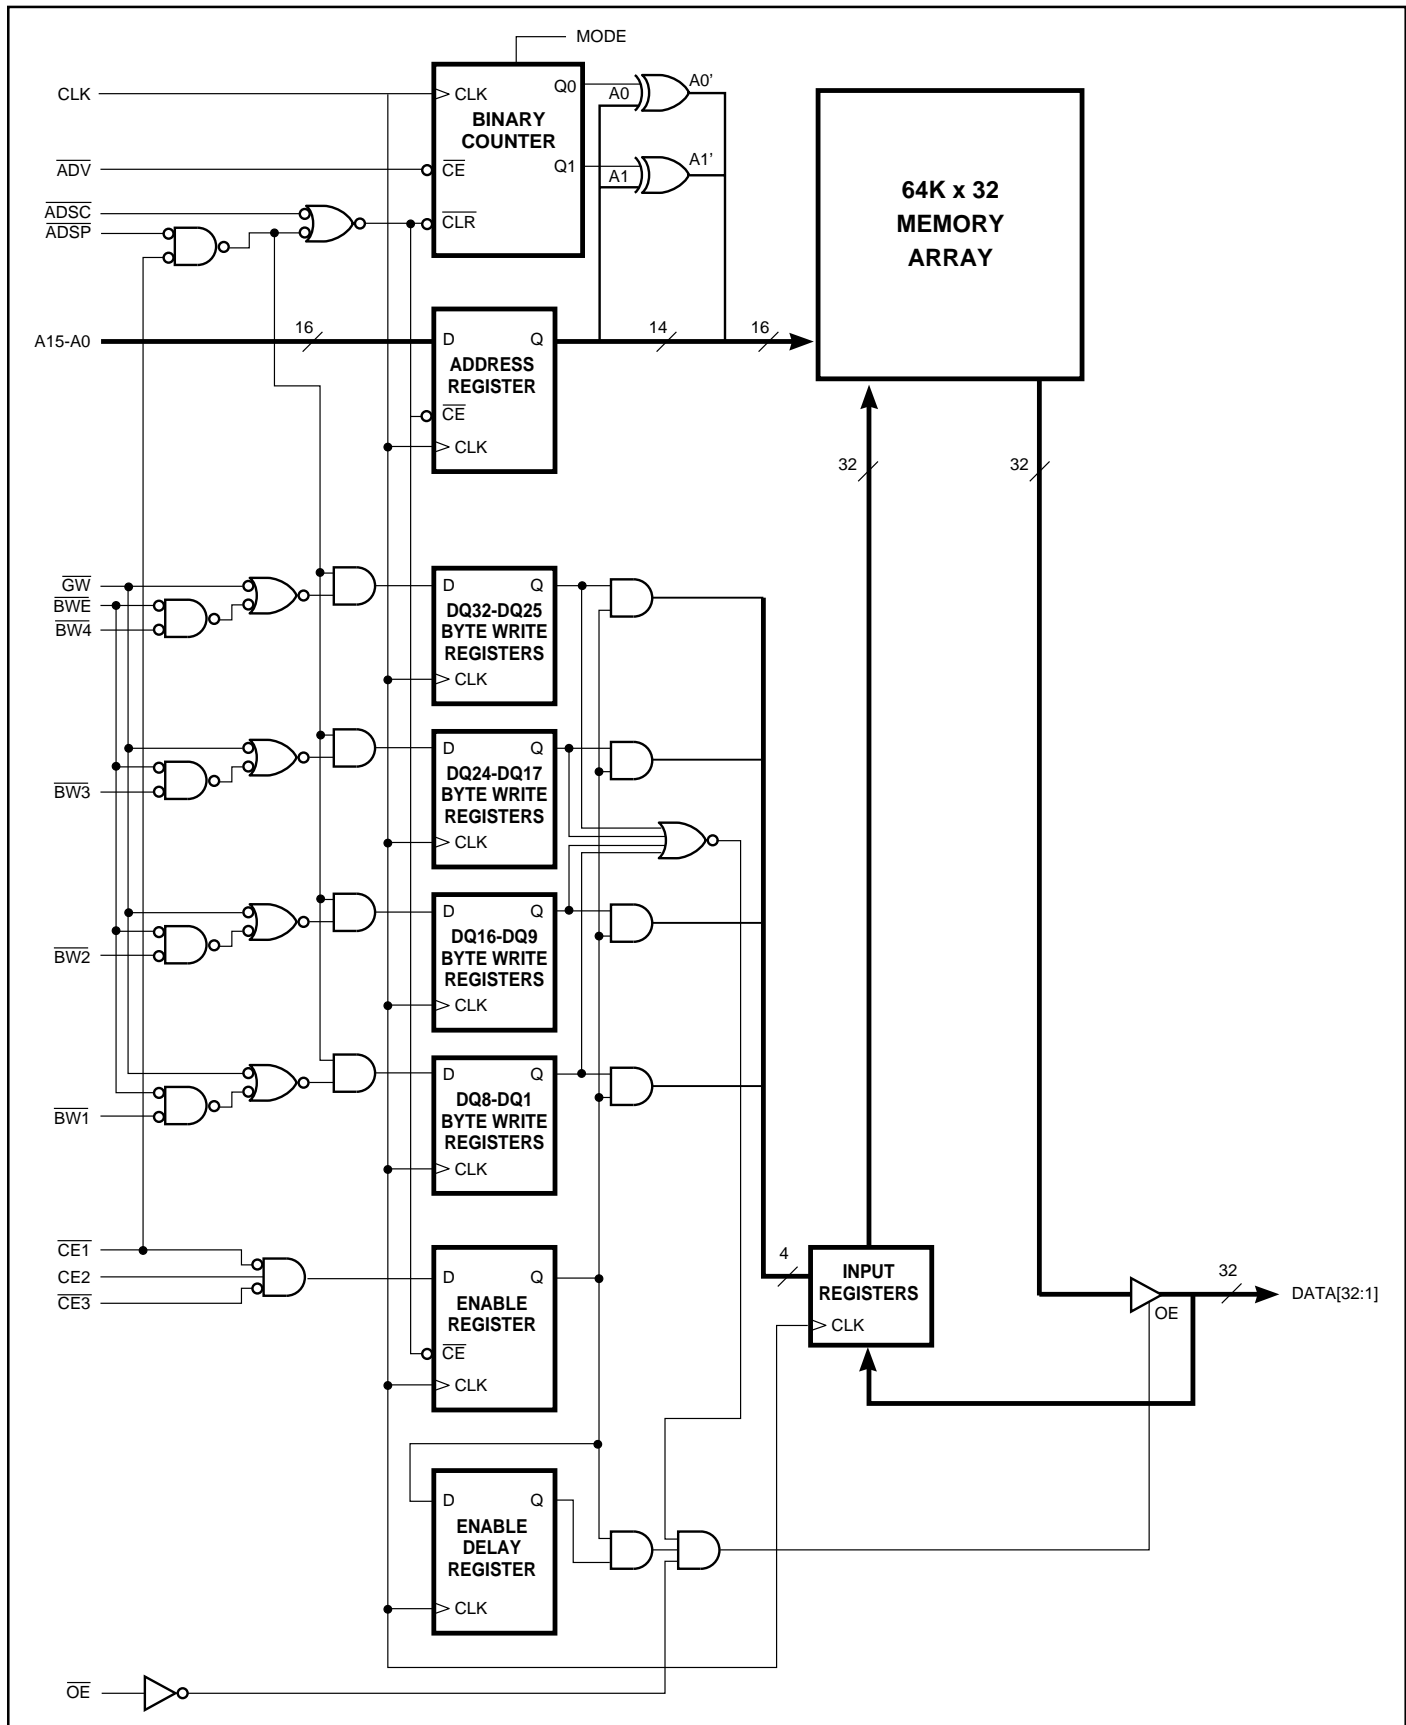 MODE
CLK
CLK
Q0
A0
A0'
BINARY
COUNTER
ADV
CE
Q1
A1
A1'
ADSC
ADSP
CLR
64K x 32
MEMORY
ARRAY
A15-A0
16
D
Q
14
16
ADDRESS
REGISTER
CE
CLK
32
32
GW
BWE
BW4
D
Q
DQ32-DQ25
BYTE WRITE
REGISTERS
CLK
BW3
D
Q
DQ24-DQ17
BYTE WRITE
REGISTERS
CLK
BW2
D
Q
DQ16-DQ9
BYTE WRITE
REGISTERS
CLK
BW1
D
Q
DQ8-DQ1
BYTE WRITE
REGISTERS
CLK
CE1
CE2
CE3
D
Q
ENABLE
REGISTER
CE
CLK
4
INPUT
REGISTERS
CLK
OE
32
DATA[32:1]
D
Q
ENABLE
DELAY
REGISTER
CLK
OE